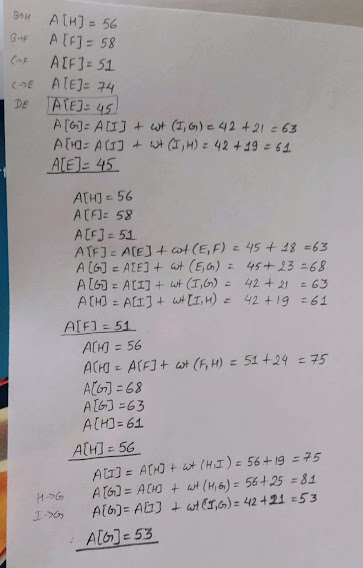 B→H A[H] = 56
B→F A[F] = 58
C→F A[F] = 51
C→E A[E] = 74
DE A[E] = 45
A[G] = A[I] + wt (I,G) = 42 + 21 = 63
A[H] = A[I] + wt (I,H) = 42 + 19 = 61
A[E] = 45
A[H] = 56
A[F] = 58
A[F] = 51
A[F] = A[E] + wt (E,F) = 45 + 18 = 63
A[G] = A[E] + wt (E,G) = 45 + 23 = 68
A[G] = A[I] + wt (I,G) = 42 + 21 = 63
A[H] = A[I] + wt [I,H) = 42 + 19 = 61
A[F] = 51
A[H] = 56
A[H] = A[F] + wt (F,H) = 51 + 24 = 75
A[G] = 68
A[G] = 63
A[H] = 61
A[H] = 56
A[I] = A[H] + wt (H,I) = 56 + 19 = 75
H→G A[G] = A[H] + wt (H,G) = 56 + 25 = 81
I→G A[G] = A[I] + wt (I,G) = 42 + 21 = 53
∴ A[G] = 53